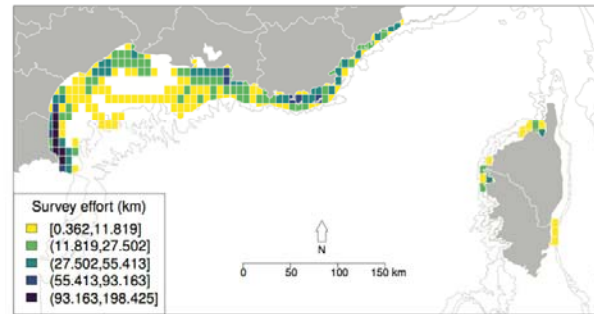 Survey effort (km)
[0.362,11.819]
(11.819,27.502]
(27.502,55.413]
(55.413,93.163]
(93.163,198.425]
N
0 50 100 150 km